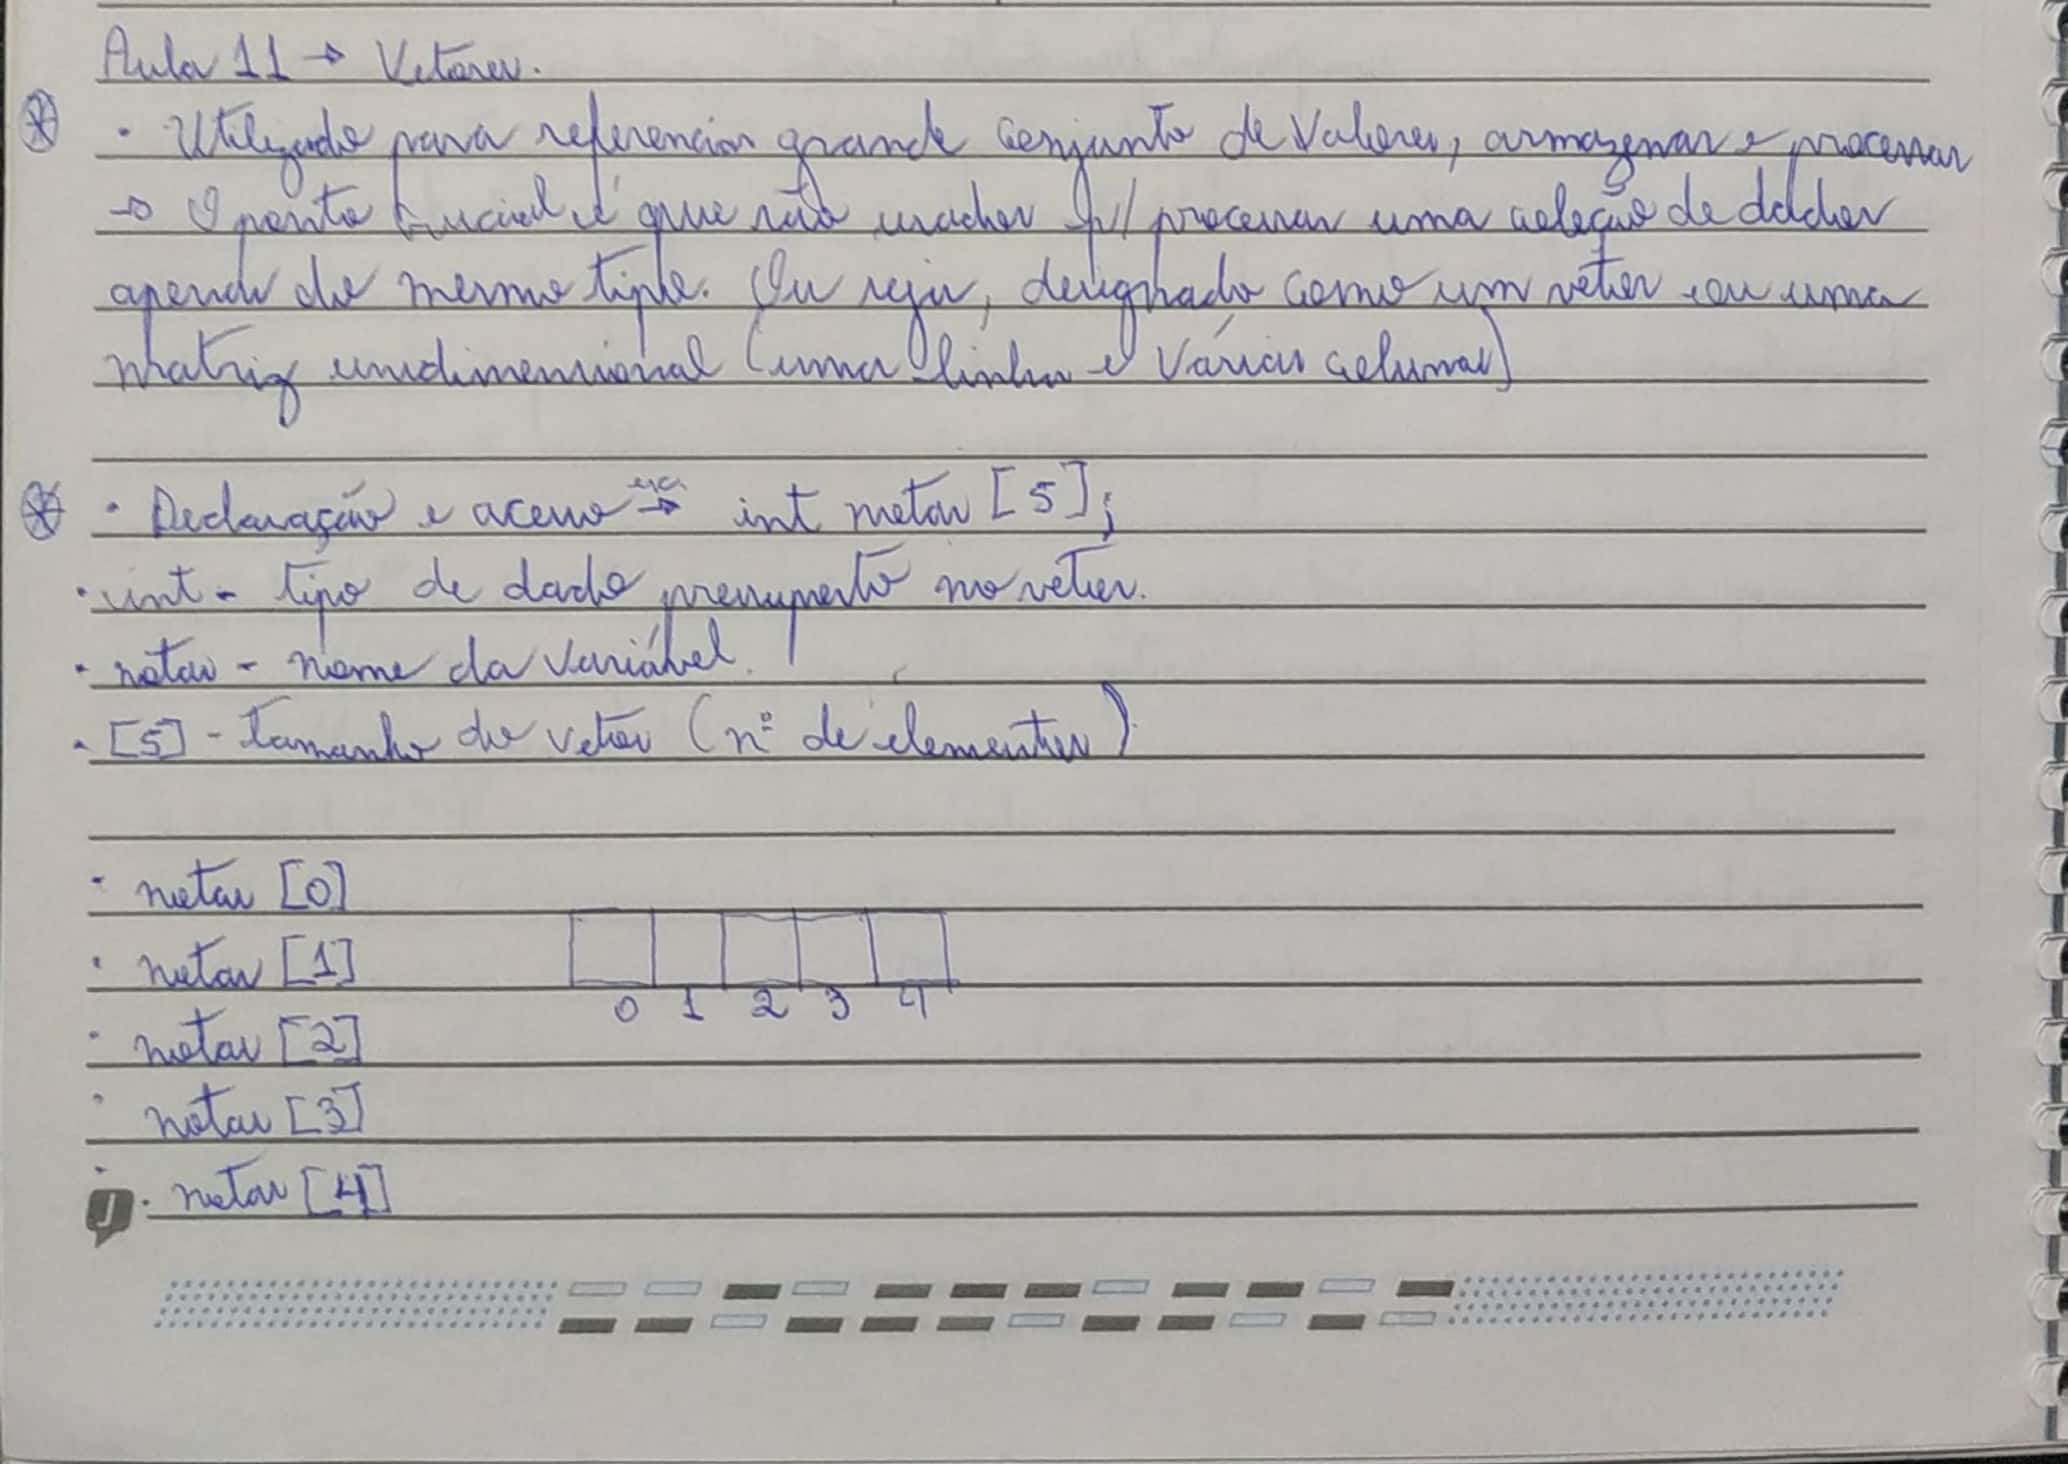 Aula 11 → Vetores.
• Utilizado para referenciar grande conjunto de Valores, armazenar e processar
→ O ponto Crucial é que são usados p/ processar uma coleção de dados
apenas do mesmo tipo. Ou seja, designado como um vetor ou uma
matriz unidimensional (uma linha e Várias colunas)
• Declaração e acesso ex: → int notas [5];
• int - tipo de dado pressuposto no vetor.
• notas - nome da Variável.
• [5] - Tamanho do vetor (nº de elementos)
• notas [0]
• notas [1]
0 1 2 3 4
• notas [2]
• notas [3]
• notas [4]